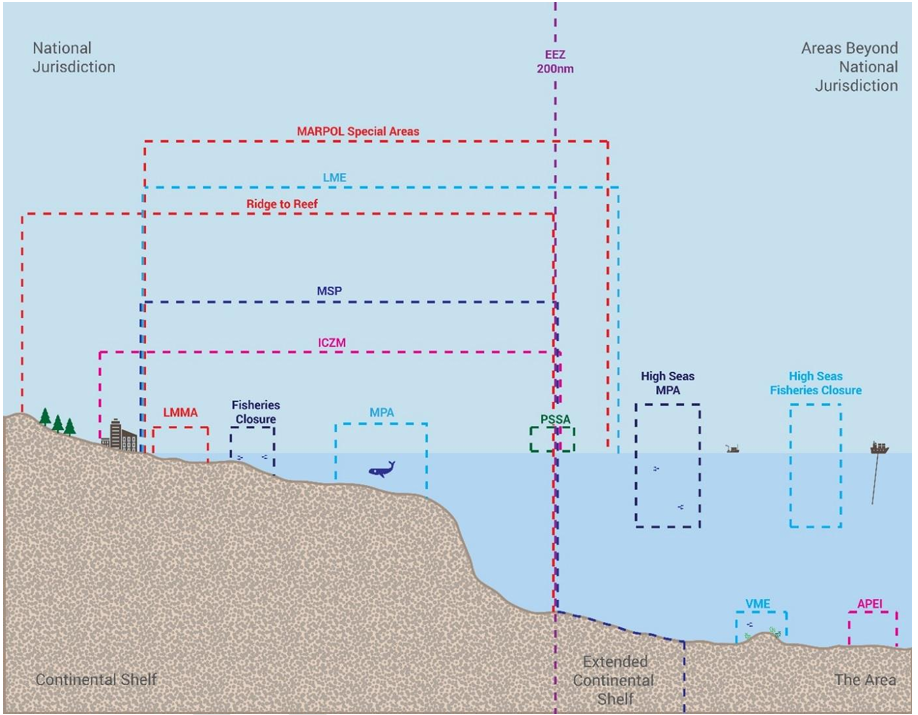 National
Jurisdiction
EEZ
200nm
Areas Beyond
National
Jurisdiction
MARPOL Special Areas
LME
Ridge to Reef
MSP
ICZM
LMMA
Fisheries
Closure
MPA
PSSA
High Seas
MPA
High Seas
Fisheries Closure
VME
APEI
Continental Shelf
Extended
Continental
Shelf
The Area